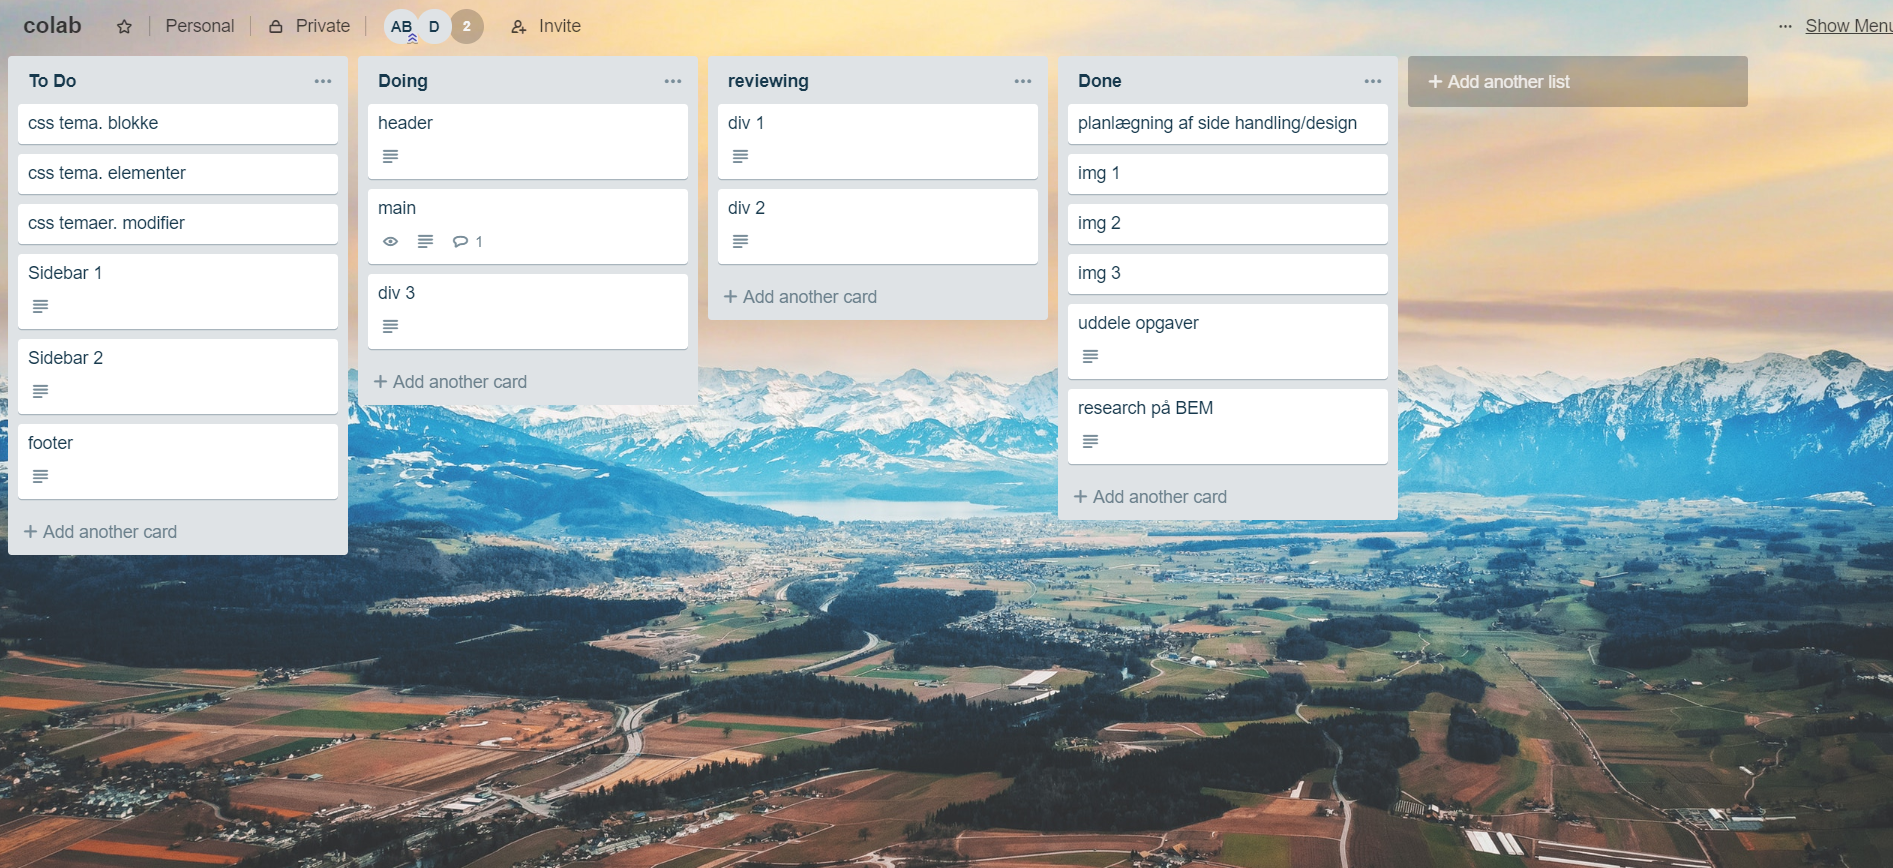 colab
Personal
Private
AB
D
2
Invite
Show Menu
To Do
css tema. blokke
css tema. elementer
css temaer. modifier
Sidebar 1
Sidebar 2
footer
+ Add another card
Doing
header
main
1
div 3
+ Add another card
reviewing
div 1
div 2
+ Add another card
Done
planlægning af side handling/design
img 1
img 2
img 3
uddele opgaver
research på BEM
+ Add another card
+ Add another list